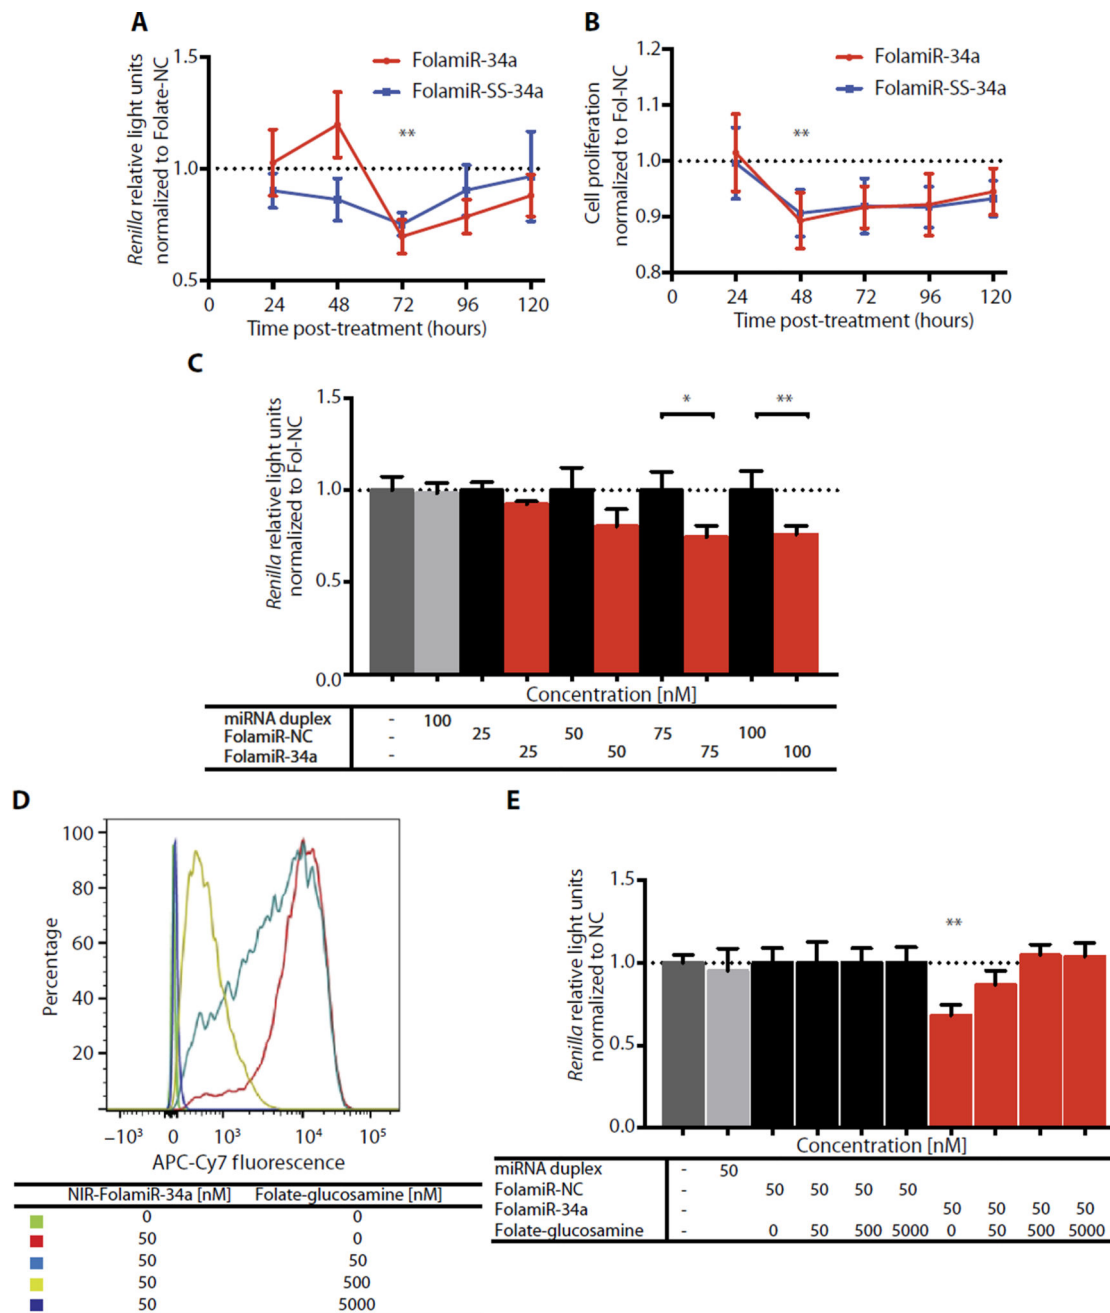 A
Renilla relative light units
normalized to Folate-NC
1.5
1.0
0.5
FolamiR-34a
FolamiR-SS-34a
**
0 24 48 72 96 120
Time post-treatment (hours)
B
Cell proliferation
normalized to Fol-NC
1.2
1.1
1.0
0.9
0.8
FolamiR-34a
FolamiR-SS-34a
**
0 24 48 72 96 120
Time post-treatment (hours)
C
Renilla relative light units
normalized to Fol-NC
1.5
1.0
0.5
0.0
* **
Concentration [nM]
miRNA duplex - 100
FolamiR-NC - 25 50 75 100
FolamiR-34a - 25 50 75 100
D
Percentage
100
80
60
40
20
−10³ 0 10³ 10⁴ 10⁵
APC-Cy7 fluorescence
NIR-FolamiR-34a [nM] Folate-glucosamine [nM]
0 0
50 0
50 50
50 500
50 5000
E
Renilla relative light units
normalized to NC
1.5
1.0
0.5
0.0
**
Concentration [nM]
miRNA duplex - 50
FolamiR-NC - 50 50 50 50
FolamiR-34a - 50 50 50 50
Folate-glucosamine - 0 50 500 5000 0 50 500 5000